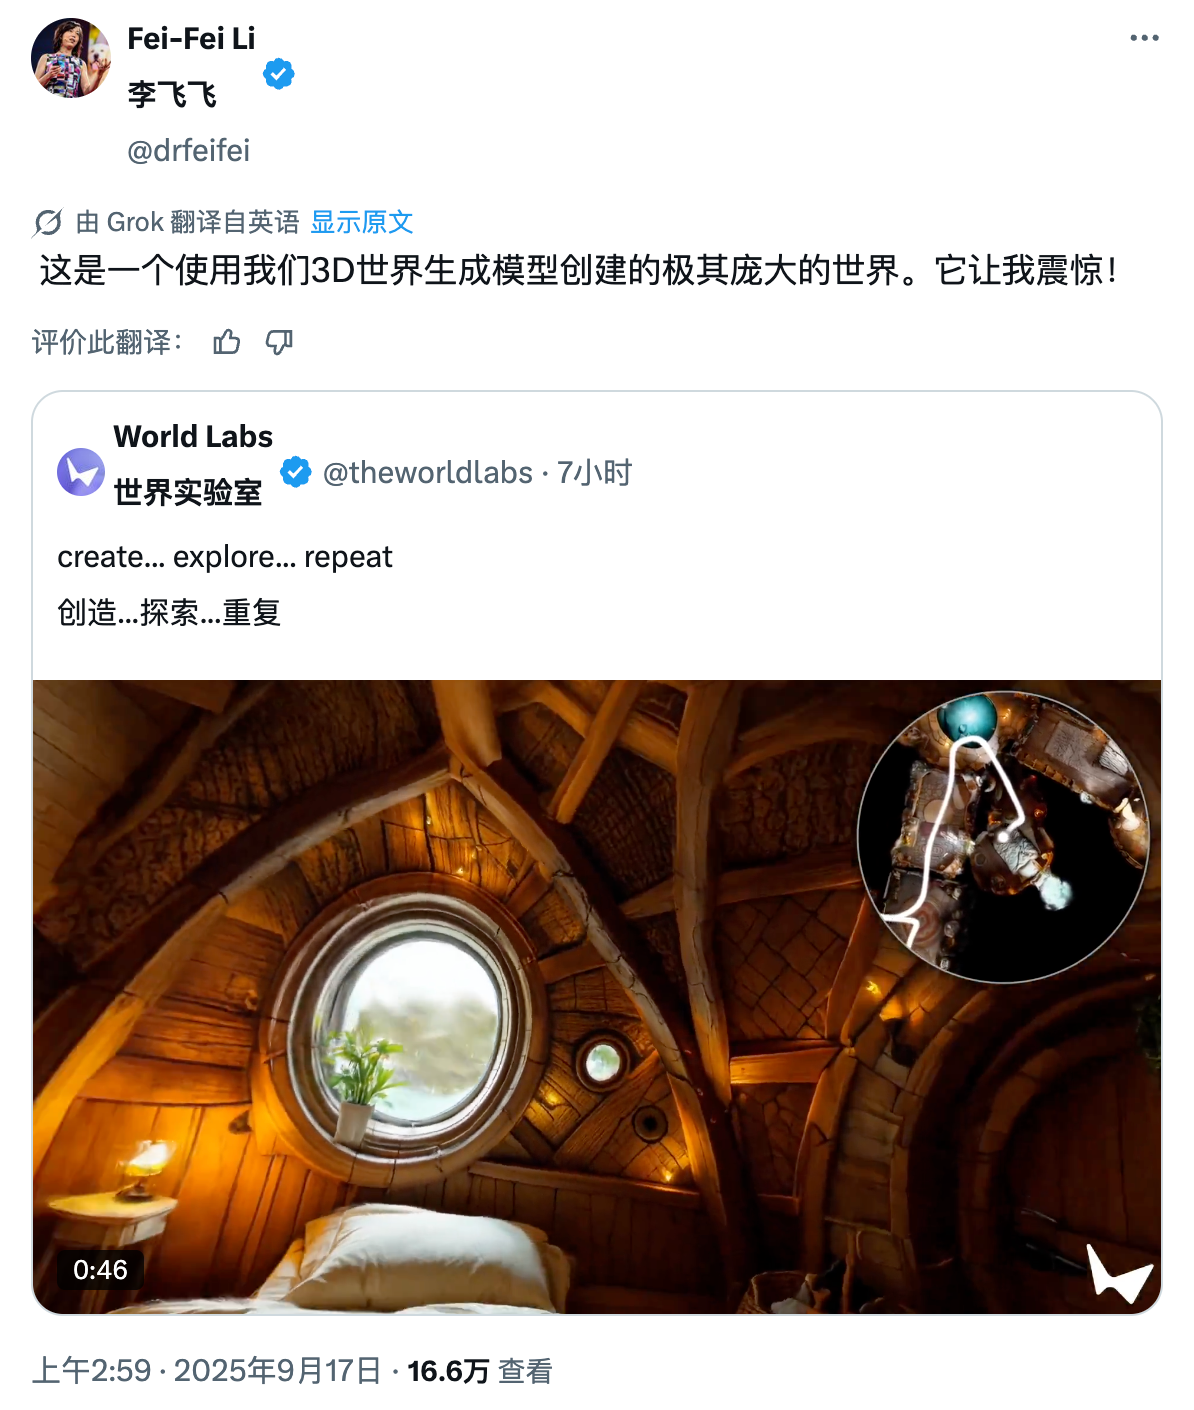 Fei-Fei Li
李飞飞
@drfeifei
由 Grok 翻译自英语 显示原文
这是一个使用我们3D世界生成模型创建的极其庞大的世界。它让我震惊！
评价此翻译：
World Labs
世界实验室
@theworldlabs · 7小时
create... explore... repeat
创造...探索...重复
0:46
上午2:59 · 2025年9月17日 · 16.6万 查看